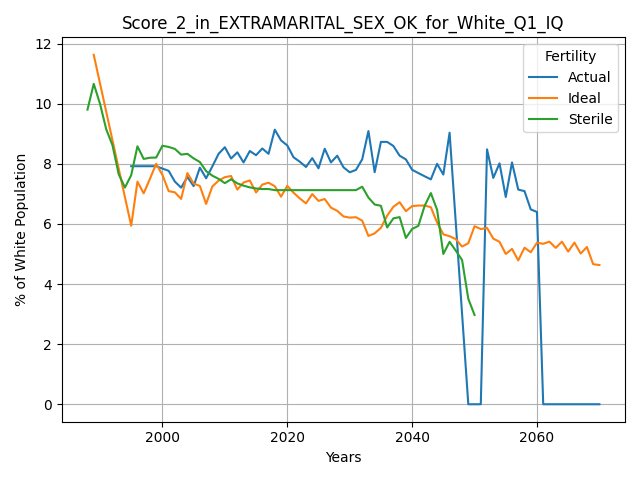 Score_2_in_EXTRAMARITAL_SEX_OK_for_White_Q1_IQ
Fertility
Actual
Ideal
Sterile
% of White Population
12
10
8
6
4
2
0
2000
2020
2040
2060
Years